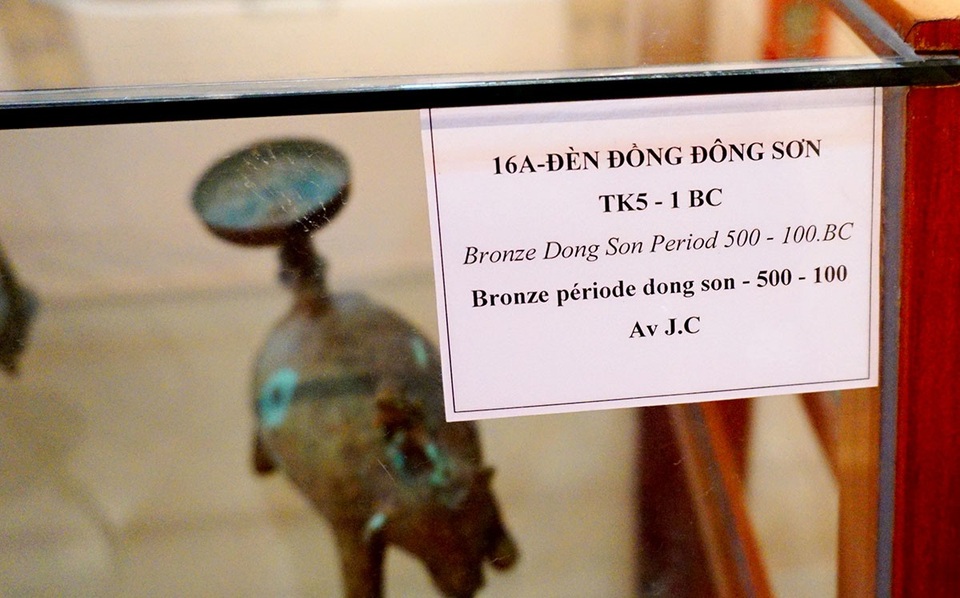 16A-ĐÈN ĐỒNG ĐÔNG SƠN
TK5 - 1 BC
Bronze Dong Son Period 500 - 100.BC
Bronze période dong son - 500 - 100
Av J.C